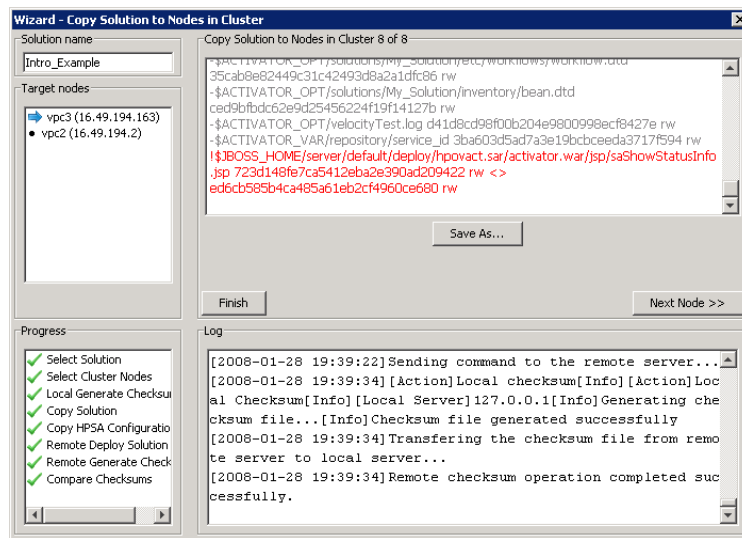 Wizard - Copy Solution to Nodes in Cluster
Solution name
Intro_Example
Target nodes
vpc3 (16.49.194.163)
vpc2 (16.49.194.2)
Copy Solution to Nodes in Cluster 8 of 8
-$ACTIVATOR_OPT/solutions/My_Solution/etc/workflows/workflow.dtd
35cab8e82449c31c42493d8a2a1dfc86 rw
-$ACTIVATOR_OPT/solutions/My_Solution/inventory/bean.dtd
ced9bfbdc62e9d25456224f19f14127b rw
-$ACTIVATOR_OPT/velocityTest.log d41d8cd98f00b204e9800998ecf8427e rw
-$ACTIVATOR_VAR/repository/service_id 3ba603d5ad7a3e19bcbceeda3717f594 rw
!$JBOSS_HOME/server/default/deploy/hpovact.sar/activator.war/jsp/saShowStatusInfo
.jsp 723d148fe7ca5412eba2e390ad209422 rw <>
ed6cb585b4ca485a61eb2cf4960ce680 rw
Save As...
Finish
Next Node >>
Progress
Select Solution
Select Cluster Nodes
Local Generate Checksu
Copy Solution
Copy HPSA Configuratio
Remote Deploy Solution
Remote Generate Check
Compare Checksums
Log
[2008-01-28 19:39:22]Sending command to the remote server...
[2008-01-28 19:39:34][Action]Local checksum[Info][Action]Loc
al Checksum[Info][Local Server]127.0.0.1[Info]Generating che
cksum file...[Info]Checksum file generated successfully
[2008-01-28 19:39:34]Transfering the checksum file from remo
te server to local server...
[2008-01-28 19:39:34]Remote checksum operation completed suc
cessfully.